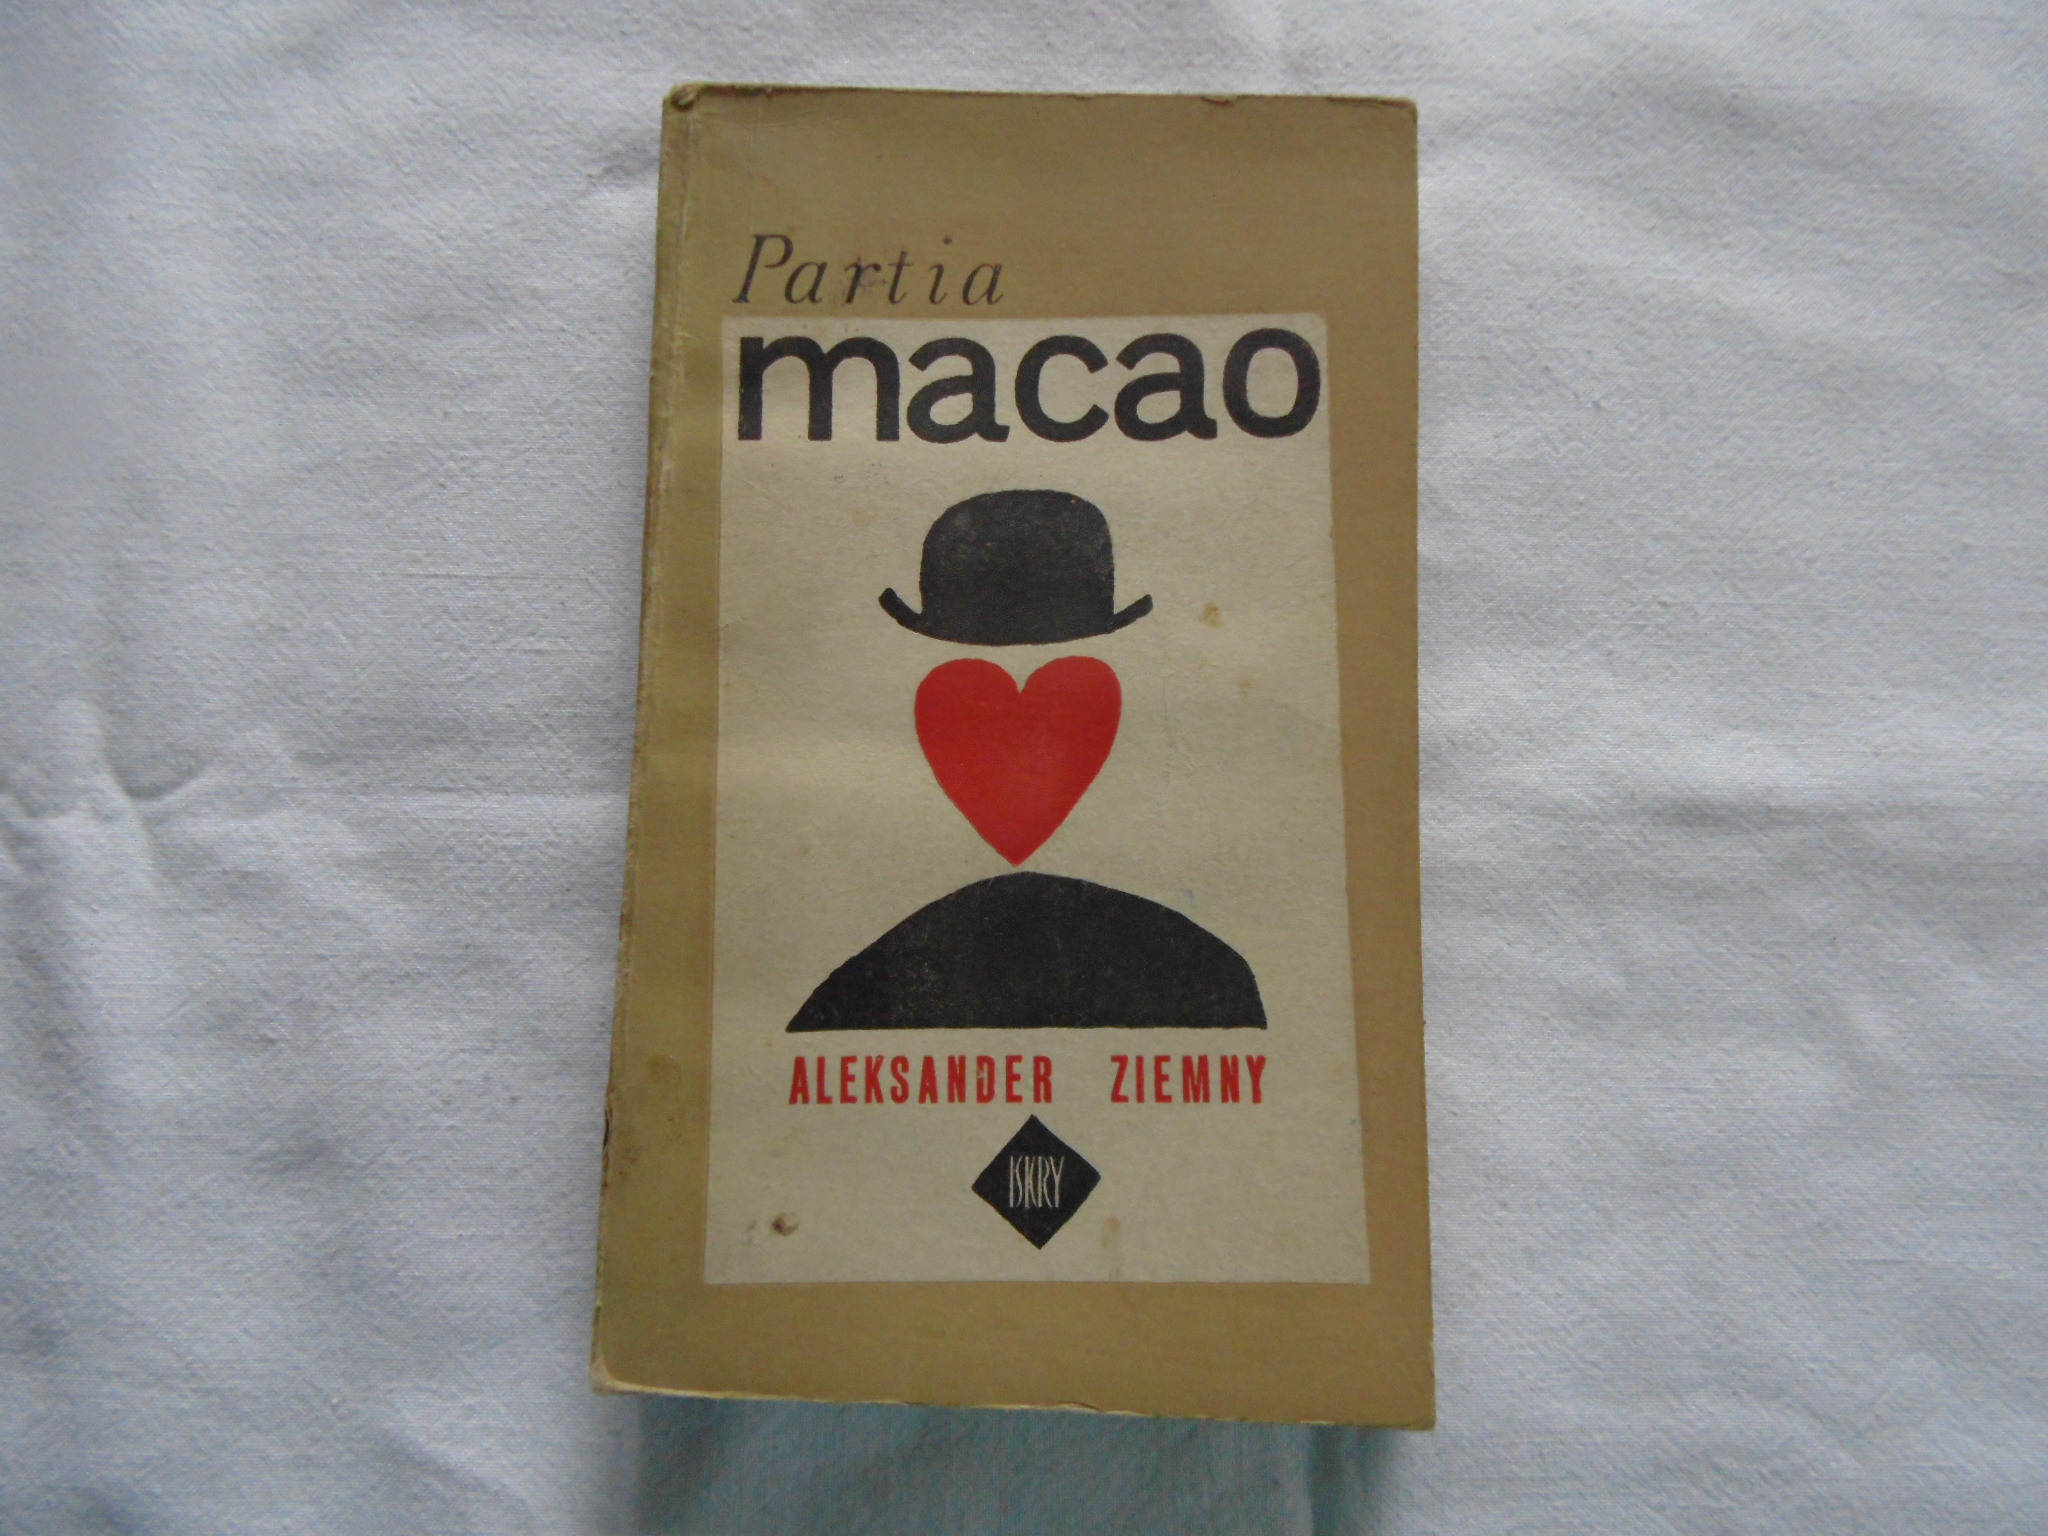 Partia
macao
ALEKSANDER ZIEMNY
ISKRY